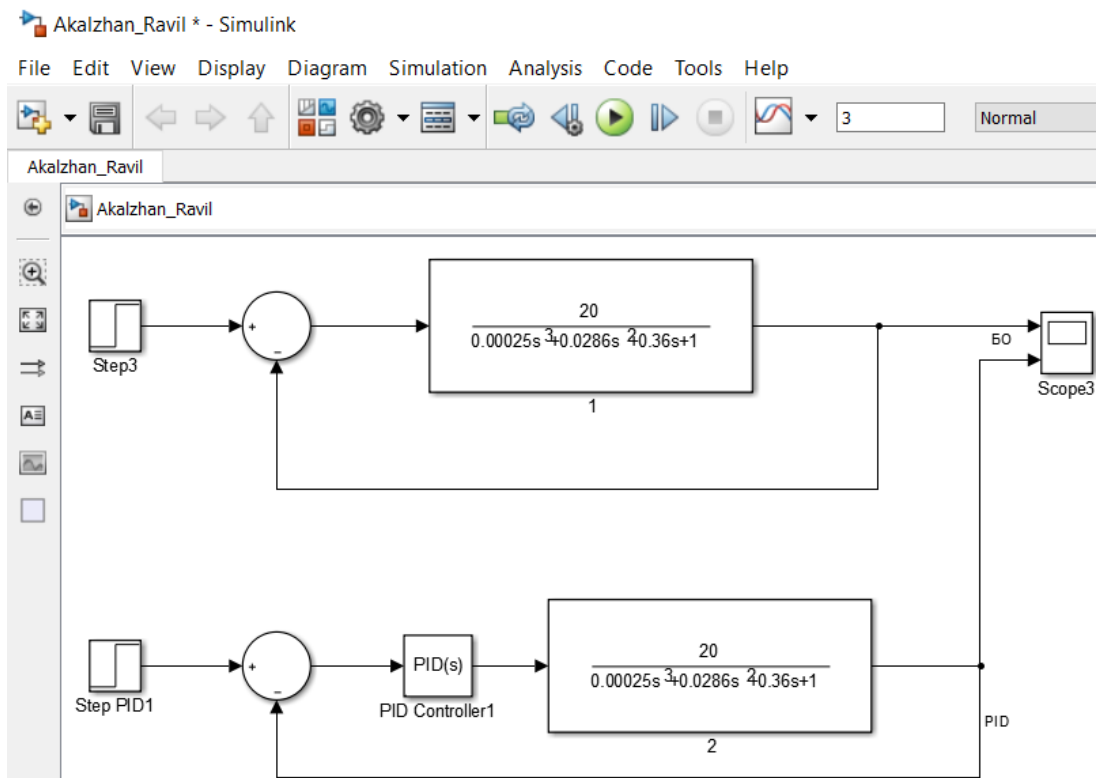 Akalzhan_Ravil * - Simulink
File Edit View Display Diagram Simulation Analysis Code Tools Help
3 Normal
Akalzhan_Ravil
Akalzhan_Ravil
Step3
+
−
20
0.00025s³+0.0286s²+0.36s+1
1
БО
Scope3
Step PID1
+
−
PID(s)
PID Controller1
20
0.00025s³+0.0286s²+0.36s+1
2
PID